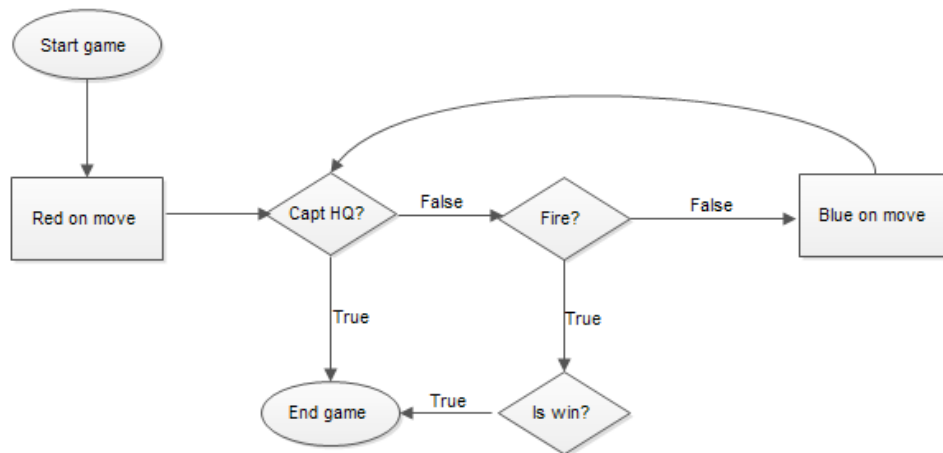 Start game
Red on move
Capt HQ?
False
Fire?
False
Blue on move
True
True
End game
True
Is win?